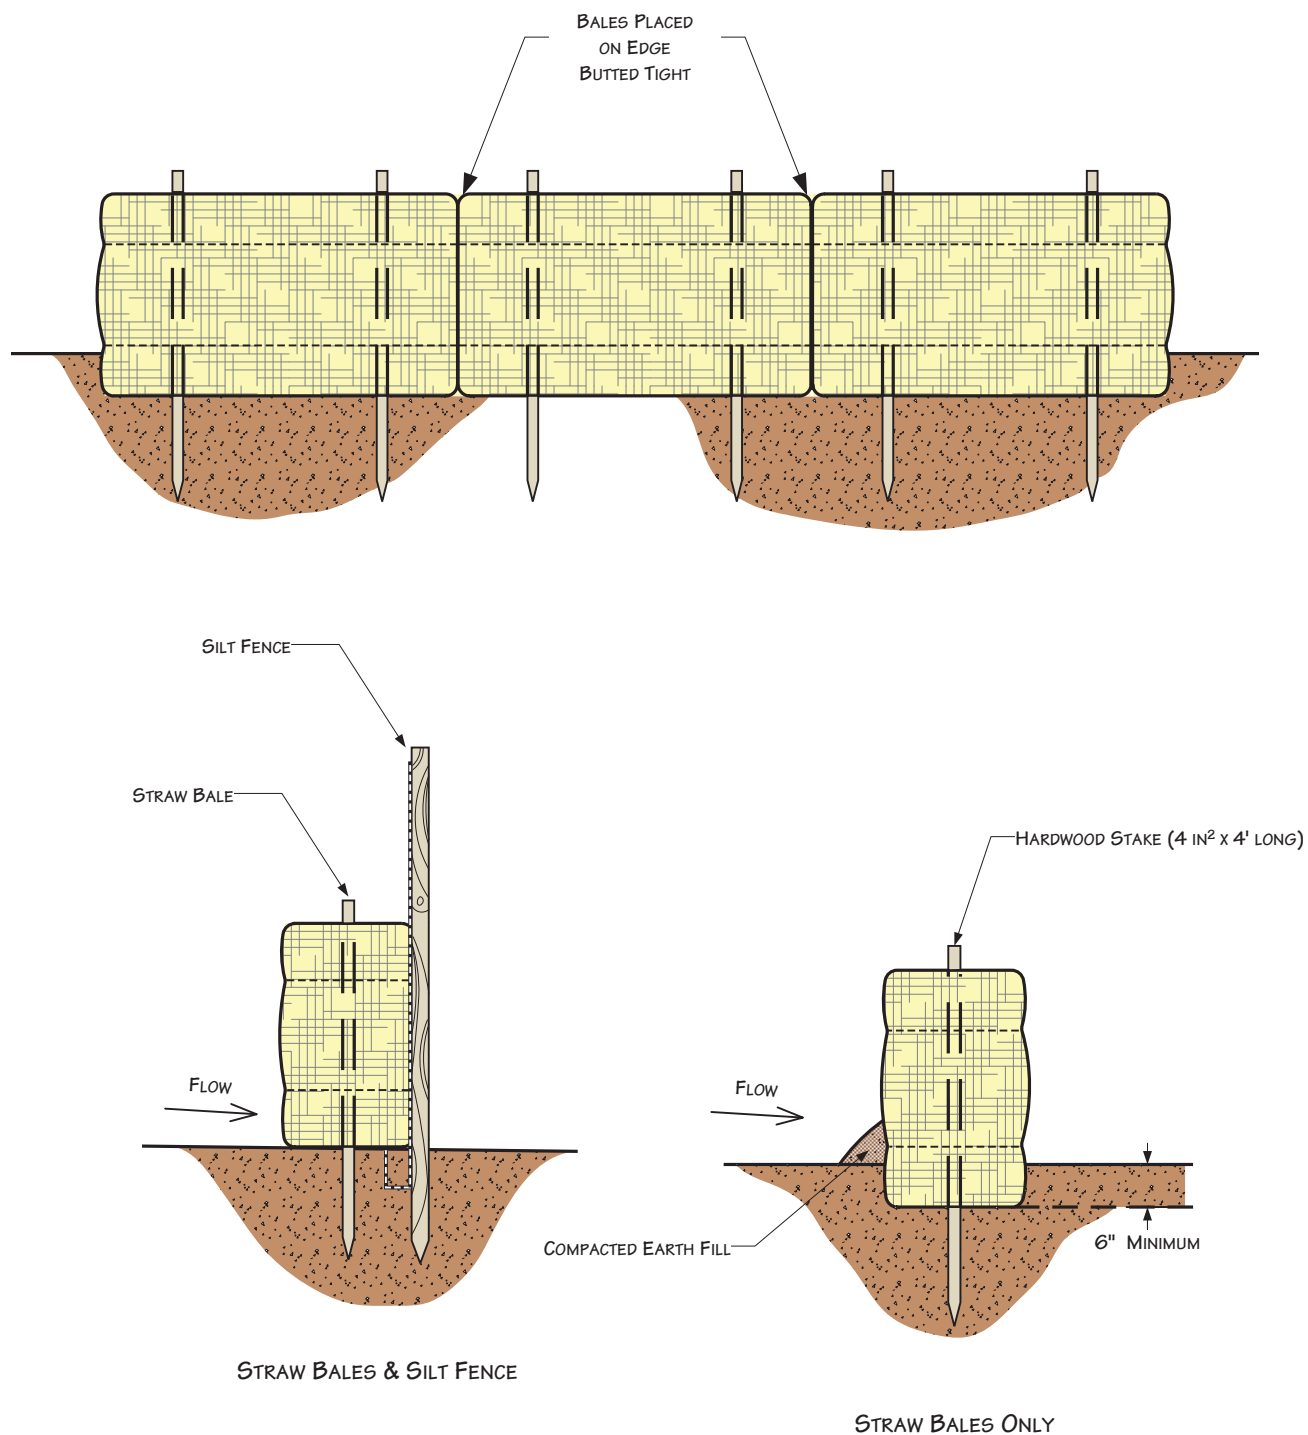 Bales Placed
on Edge
Butted Tight
Silt Fence
Straw Bale
Hardwood Stake (4 in² x 4' long)
Flow
Flow
Compacted Earth Fill
6" Minimum
Straw Bales & Silt Fence
Straw Bales Only